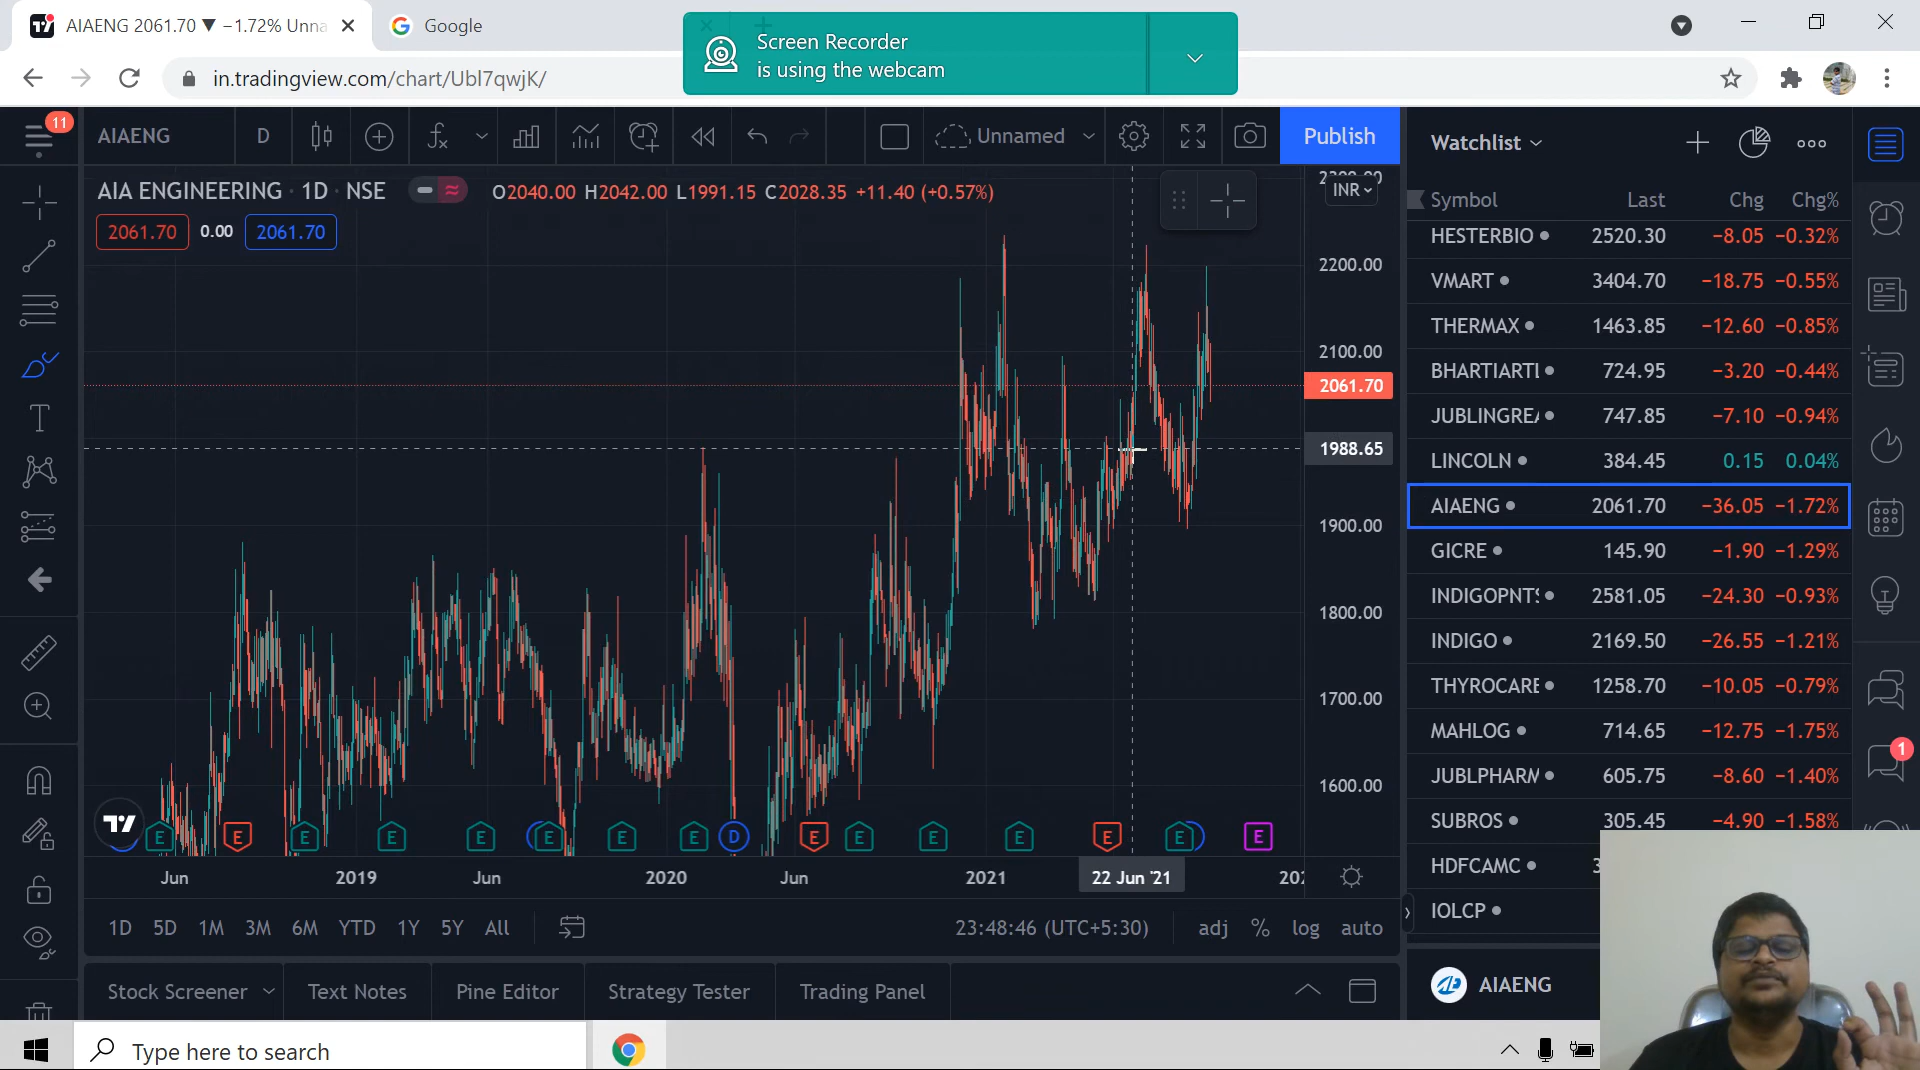 AIAENG 2061.70 ▼ −1.72% Unna
Google
Screen Recorder
is using the webcam
in.tradingview.com/chart/Ubl7qwjK/
11
AIAENG
D
Unnamed
Publish
AIA ENGINEERING · 1D · NSE
O2040.00 H2042.00 L1991.15 C2028.35 +11.40 (+0.57%)
2061.70 0.00 2061.70
INR
2200.00
2100.00
2061.70
1988.65
1900.00
1800.00
1700.00
1600.00
E E E E E E E E D E E E E E E E
Jun 2019 Jun 2020 Jun 2021 22 Jun '21
1D 5D 1M 3M 6M YTD 1Y 5Y All
23:48:46 (UTC+5:30) adj % log auto
Stock Screener Text Notes Pine Editor Strategy Tester Trading Panel
Watchlist
Symbol Last Chg Chg%
HESTERBIO 2520.30 −8.05 −0.32%
VMART 3404.70 −18.75 −0.55%
THERMAX 1463.85 −12.60 −0.85%
BHARTIARTL 724.95 −3.20 −0.44%
JUBLINGREA 747.85 −7.10 −0.94%
LINCOLN 384.45 0.15 0.04%
AIAENG 2061.70 −36.05 −1.72%
GICRE 145.90 −1.90 −1.29%
INDIGOPNTS 2581.05 −24.30 −0.93%
INDIGO 2169.50 −26.55 −1.21%
THYROCARE 1258.70 −10.05 −0.79%
MAHLOG 714.65 −12.75 −1.75%
JUBLPHARM 605.75 −8.60 −1.40%
SUBROS 305.45 −4.90 −1.58%
HDFCAMC
IOLCP
AIAENG
1
Type here to search